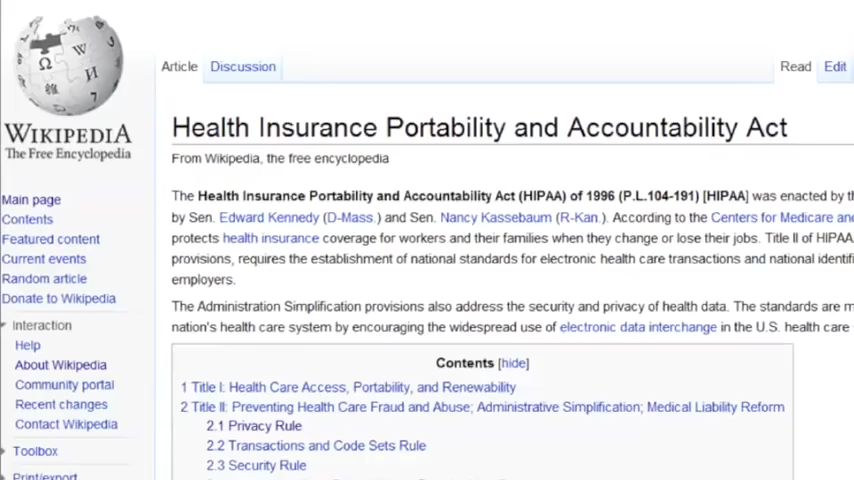 WIKIPEDIA
The Free Encyclopedia
Main page
Contents
Featured content
Current events
Random article
Donate to Wikipedia
Interaction
Help
About Wikipedia
Community portal
Recent changes
Contact Wikipedia
Toolbox
Print/export
Article Discussion Read Edit
Health Insurance Portability and Accountability Act
From Wikipedia, the free encyclopedia
The Health Insurance Portability and Accountability Act (HIPAA) of 1996 (P.L.104-191) [HIPAA] was enacted by
by Sen. Edward Kennedy (D-Mass.) and Sen. Nancy Kassebaum (R-Kan.). According to the Centers for Medicare
protects health insurance coverage for workers and their families when they change or lose their jobs. Title II of HIPAA
provisions, requires the establishment of national standards for electronic health care transactions and national
employers.
The Administration Simplification provisions also address the security and privacy of health data. The standards are
nation's health care system by encouraging the widespread use of electronic data interchange in the U.S. health care
Contents [hide]
1 Title I: Health Care Access, Portability, and Renewability
2 Title II: Preventing Health Care Fraud and Abuse; Administrative Simplification; Medical Liability Reform
2.1 Privacy Rule
2.2 Transactions and Code Sets Rule
2.3 Security Rule